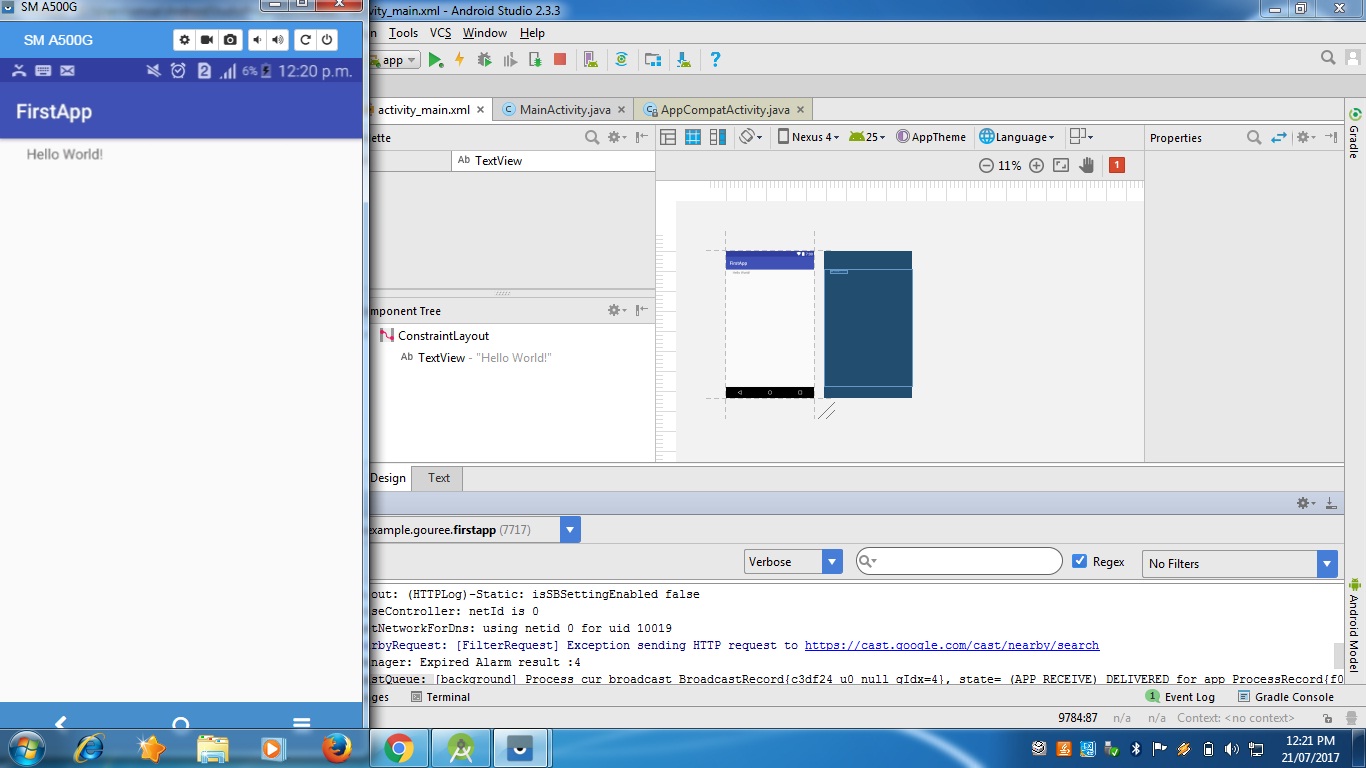 SM A500G
ivity_main.xml - Android Studio 2.3.3
SM A500G
Tools VCS Window Help
app
2 6% 12:20 p.m.
FirstApp
Hello World!
activity_main.xml MainActivity.java AppCompatActivity.java
ette
Nexus 4 25 AppTheme Language
Properties
Ab TextView
11% 1
FirstApp
Hello World!
mponent Tree
ConstraintLayout
Ab TextView - "Hello World!"
Design Text
example.gouree.firstapp (7717)
Verbose Regex No Filters
out: (HTTPLog)-Static: isSBSettingEnabled false
seController: netId is 0
tNetworkForDns: using netid 0 for uid 10019
rbyRequest: [FilterRequest] Exception sending HTTP request to https://cast.google.com/cast/nearby/search
nager: Expired Alarm result :4
stQueue: [background] Process cur broadcast BroadcastRecord{c3df24 u0 null qIdx=4}, state= (APP_RECEIVE) DELIVERED for app ProcessRecord{f0
ges Terminal 1 Event Log Gradle Console
9784:87 n/a n/a Context: <no context>
Gradle
Android Model
12:21 PM
21/07/2017